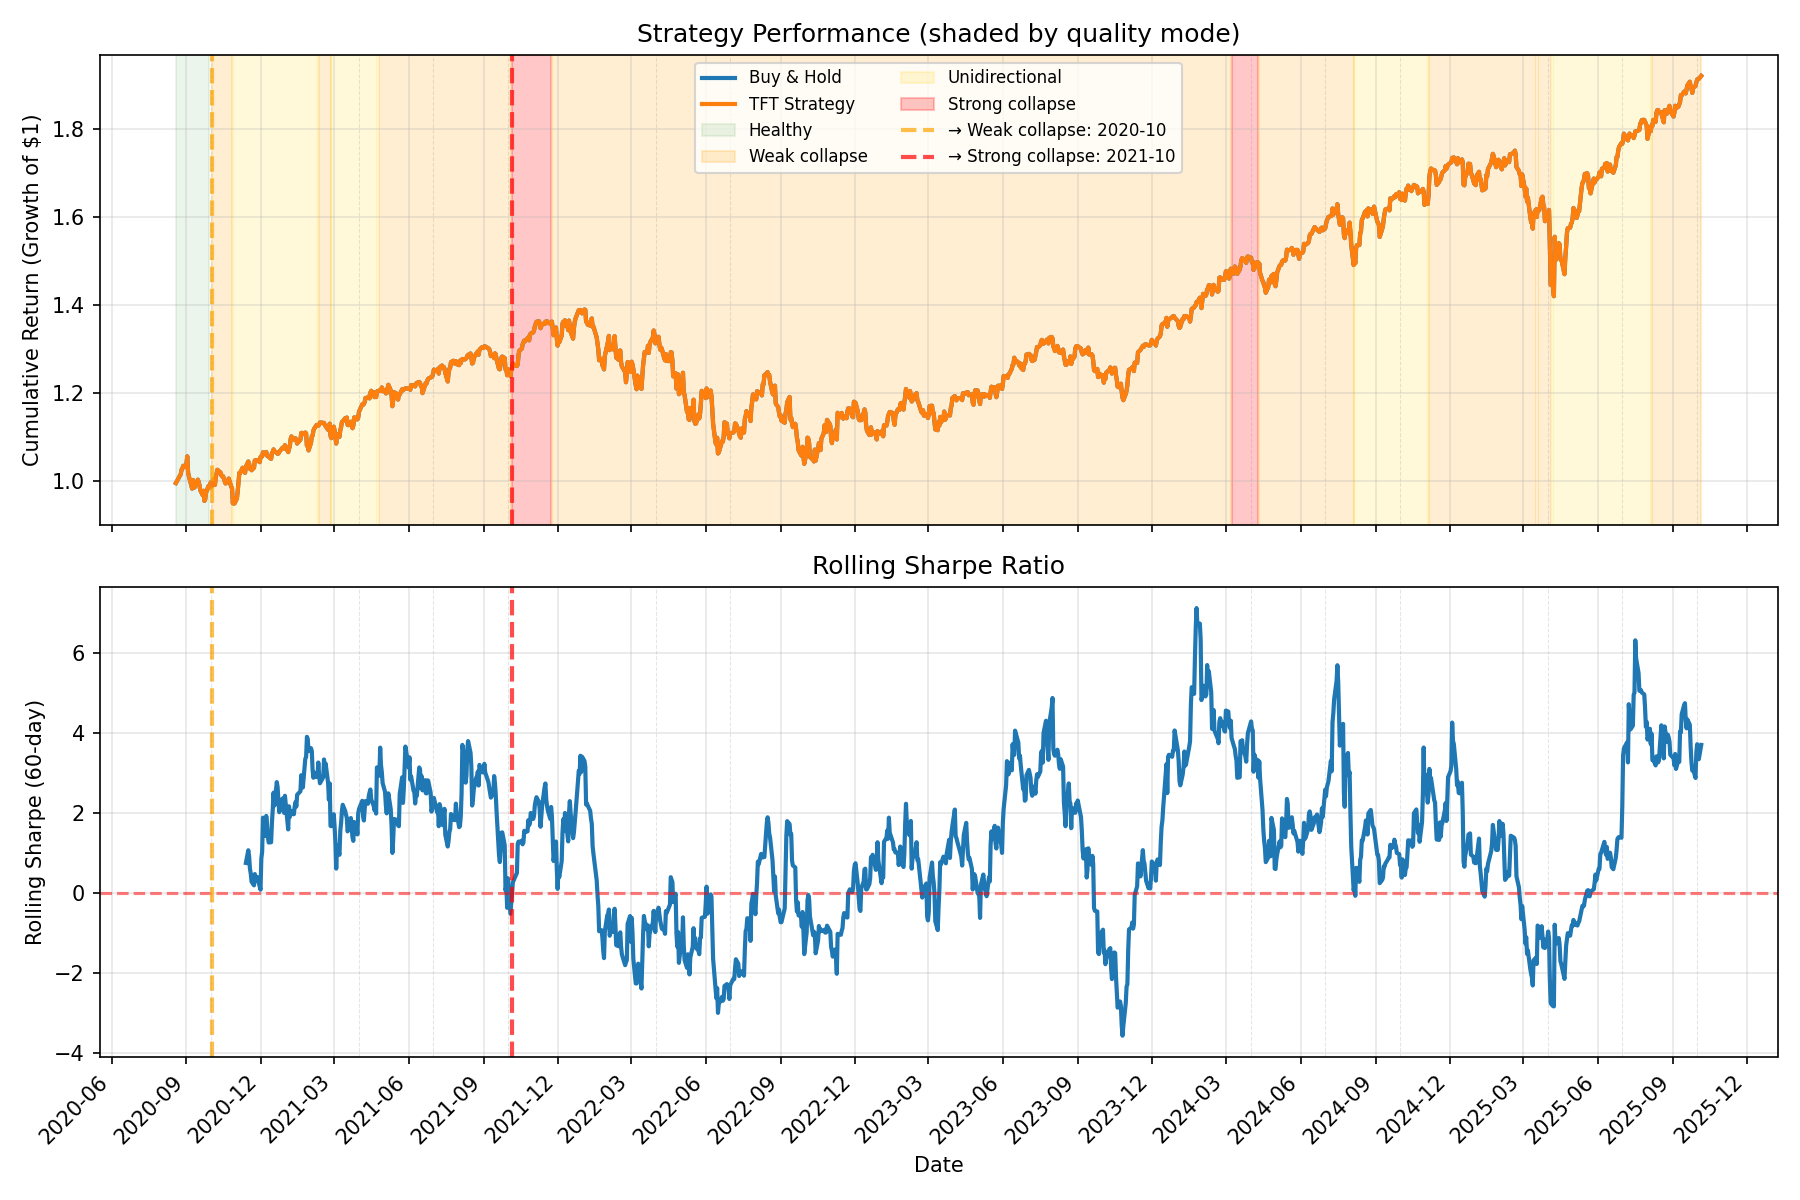 Strategy Performance (shaded by quality mode)
Cumulative Return (Growth of $1)
1.8
1.6
1.4
1.2
1.0
Buy & Hold
TFT Strategy
Healthy
Weak collapse
Unidirectional
Strong collapse
→ Weak collapse: 2020-10
→ Strong collapse: 2021-10
Rolling Sharpe Ratio
Rolling Sharpe (60-day)
6
4
2
0
−2
−4
2020-06
2020-09
2020-12
2021-03
2021-06
2021-09
2021-12
2022-03
2022-06
2022-09
2022-12
2023-03
2023-06
2023-09
2023-12
2024-03
2024-06
2024-09
2024-12
2025-03
2025-06
2025-09
2025-12
Date